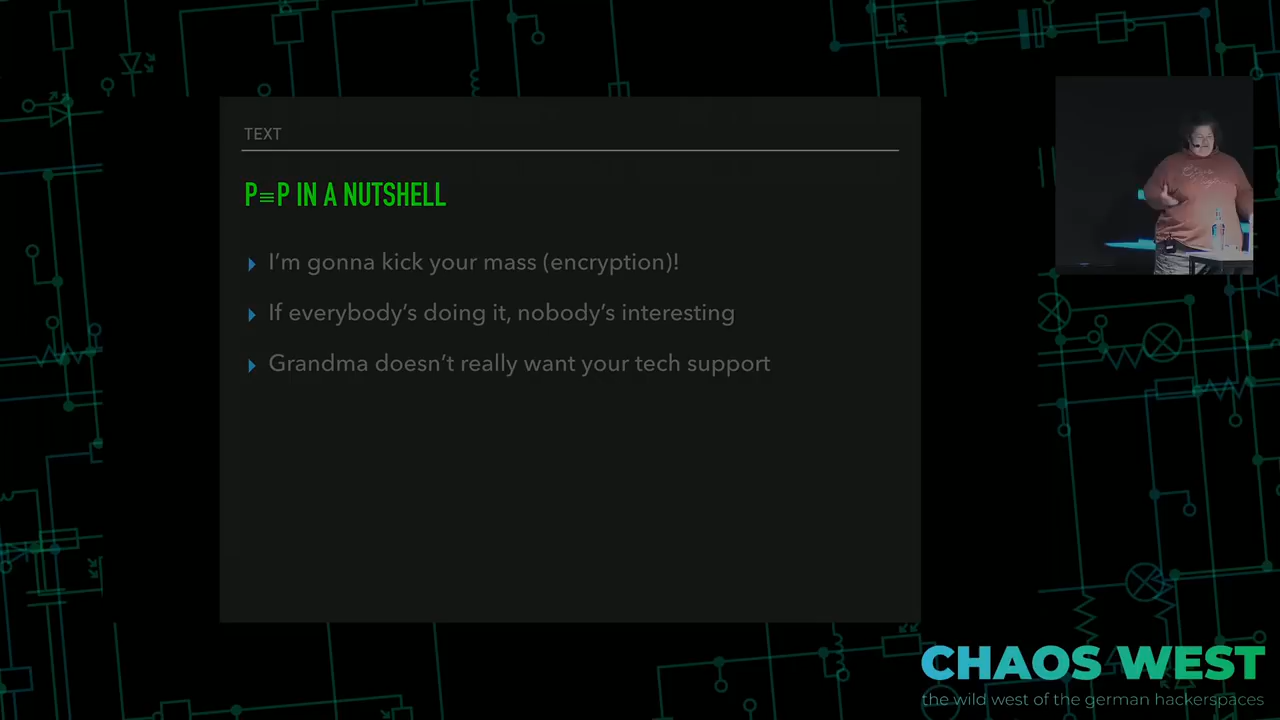 TEXT
P≡P IN A NUTSHELL
I'm gonna kick your mass (encryption)!
If everybody's doing it, nobody's interesting
Grandma doesn't really want your tech support
CHAOS WEST
the wild west of the german hackerspaces